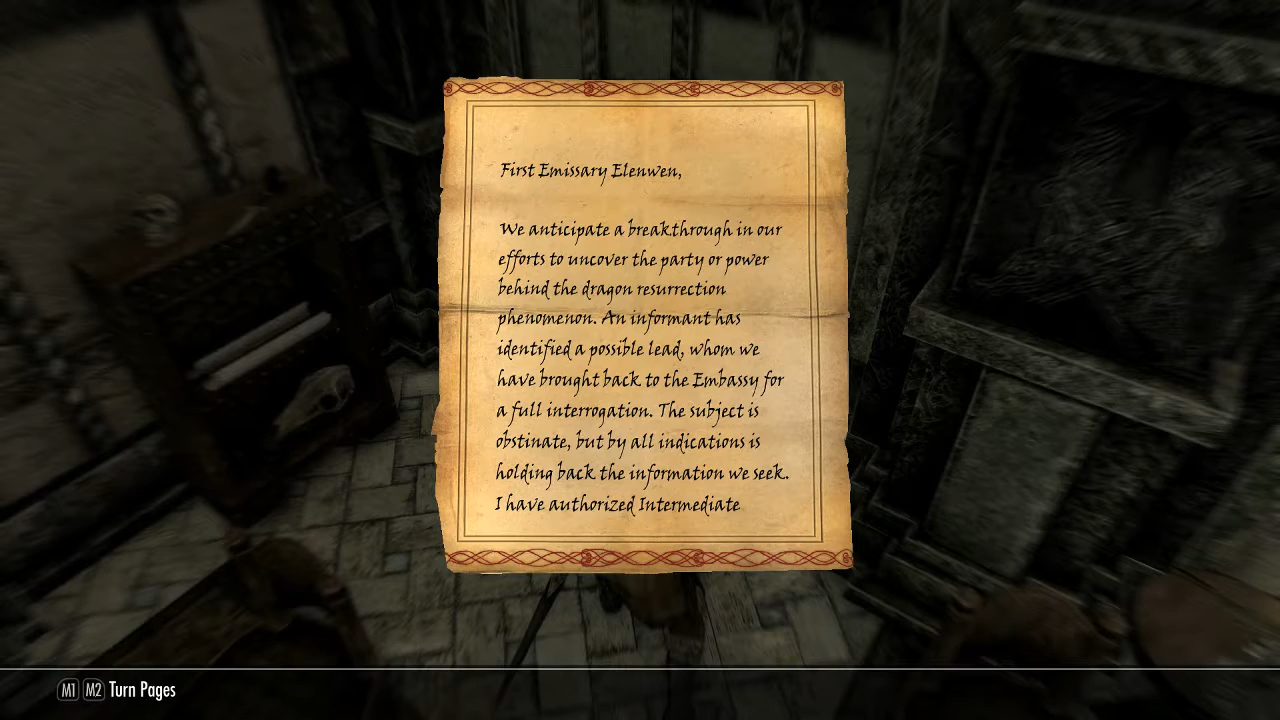 First Emissary Elenwen,
We anticipate a breakthrough in our
efforts to uncover the party or power
behind the dragon resurrection
phenomenon. An informant has
identified a possible lead, whom we
have brought back to the Embassy for
a full interrogation. The subject is
obstinate, but by all indications is
holding back the information we seek.
I have authorized Intermediate
M1 M2 Turn Pages